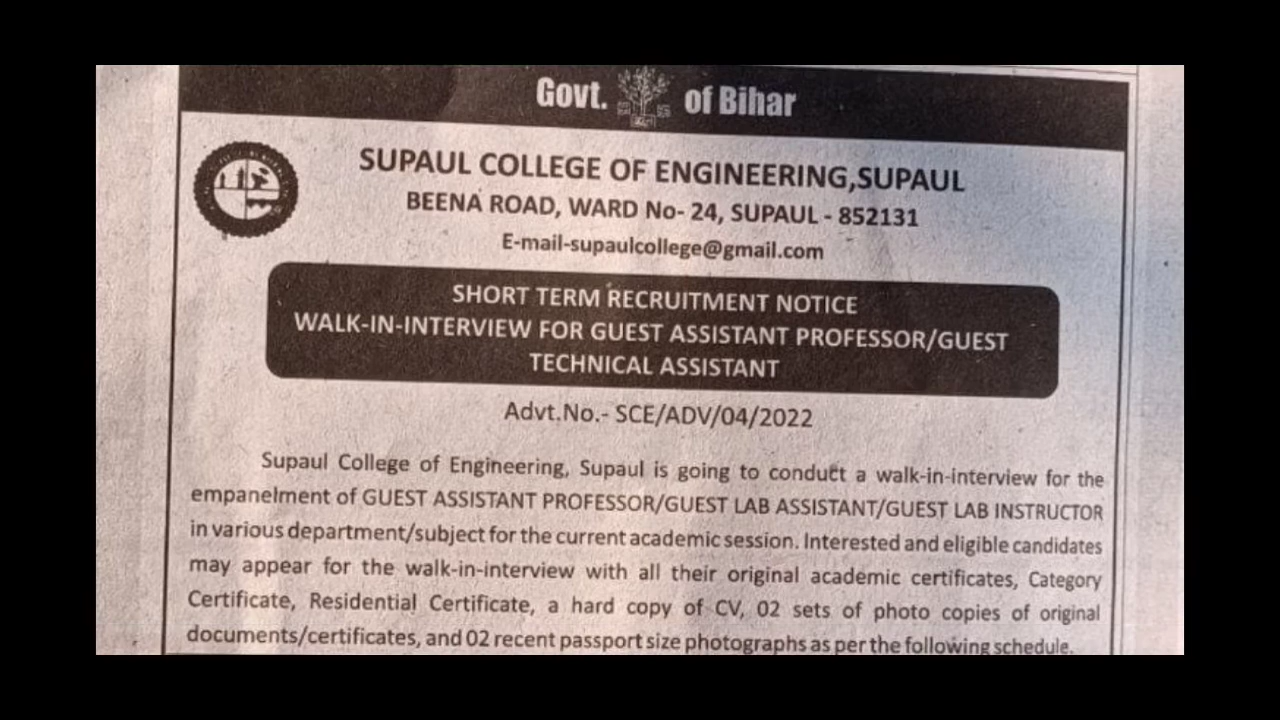 Govt. of Bihar
SUPAUL COLLEGE OF ENGINEERING,SUPAUL
BEENA ROAD, WARD No- 24, SUPAUL - 852131
E-mail-supaulcollege@gmail.com
SHORT TERM RECRUITMENT NOTICE
WALK-IN-INTERVIEW FOR GUEST ASSISTANT PROFESSOR/GUEST
TECHNICAL ASSISTANT
Advt.No.- SCE/ADV/04/2022
Supaul College of Engineering, Supaul is going to conduct a walk-in-interview for the
empanelment of GUEST ASSISTANT PROFESSOR/GUEST LAB ASSISTANT/GUEST LAB INSTRUCTOR
in various department/subject for the current academic session. Interested and eligible candidates
may appear for the walk-in-interview with all their original academic certificates, Category
Certificate, Residential Certificate, a hard copy of CV, 02 sets of photo copies of original
documents/certificates, and 02 recent passport size photographs as per the following schedule.